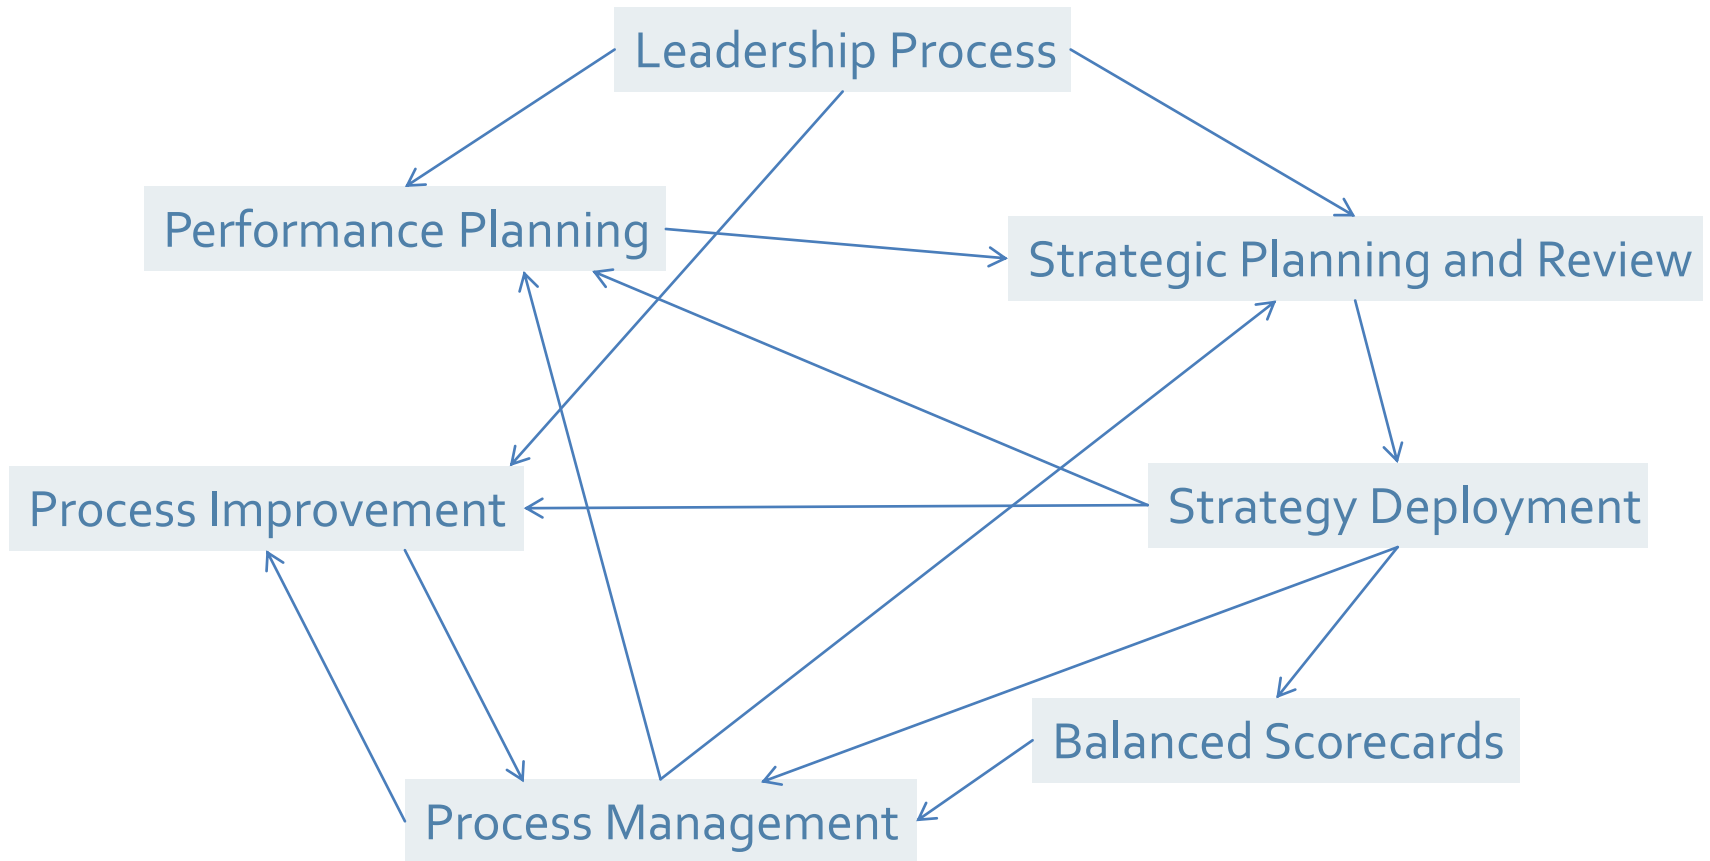 Leadership Process
Performance Planning
Strategic Planning and Review
Process Improvement
Strategy Deployment
Balanced Scorecards
Process Management